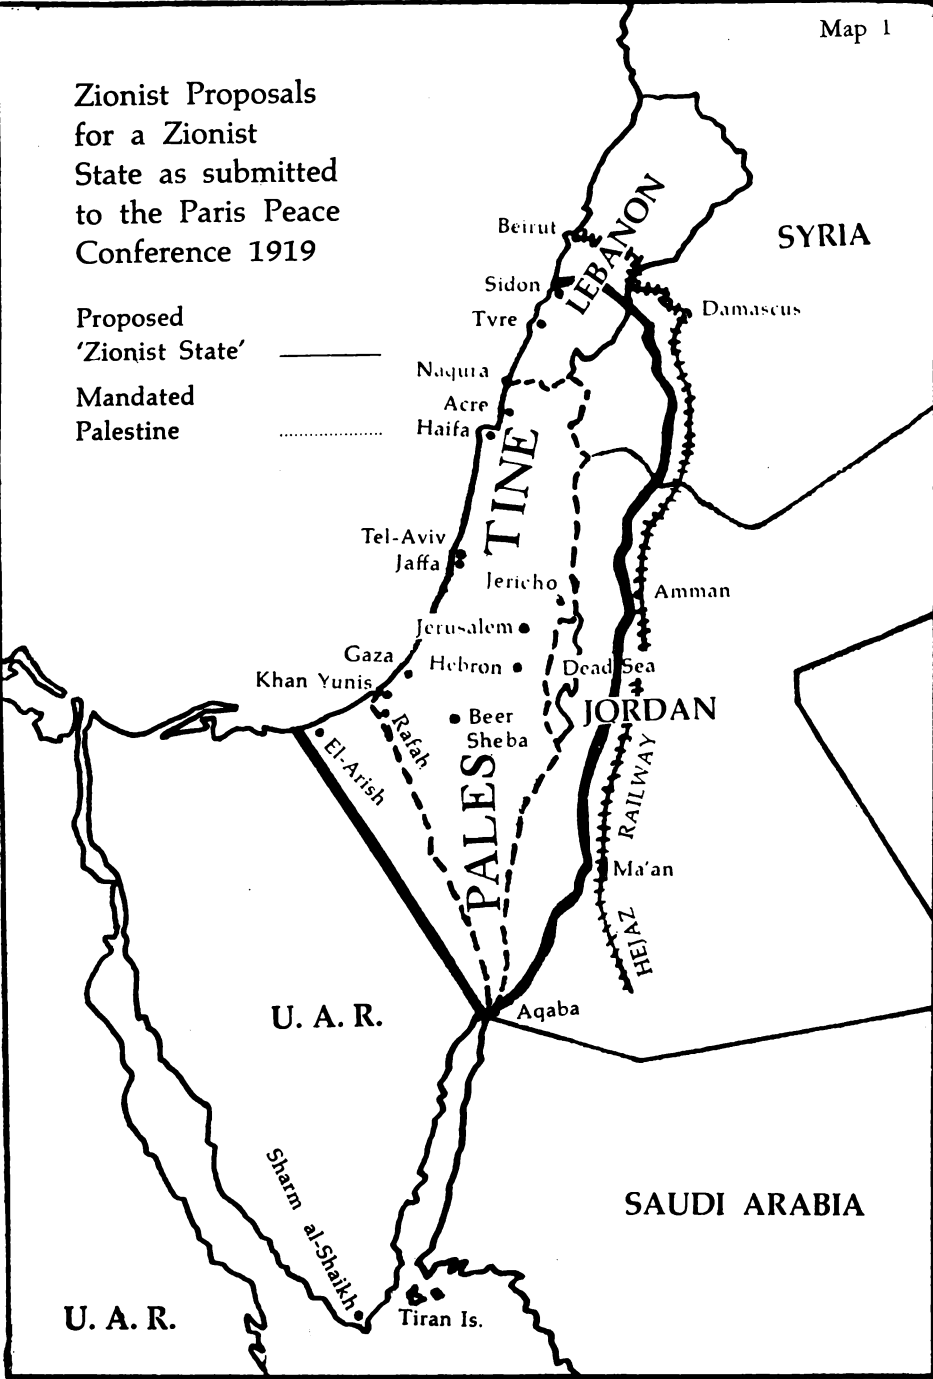 Map 1
Zionist Proposals
for a Zionist
State as submitted
to the Paris Peace
Conference 1919
Proposed
'Zionist State'
Mandated
Palestine
Beirut
LEBANON
SYRIA
Sidon
Damascus
Tyre
Naqura
Acre
Haifa
PALESTINE
Tel-Aviv
Jaffa
Jericho
Amman
Jerusalem
Gaza
Hebron
Dead Sea
Khan Yunis
JORDAN
Rafah
Beer
Sheba
El-Arish
HEJAZ RAILWAY
Ma'an
U. A. R.
Aqaba
Sharm al-Shaikh
SAUDI ARABIA
U. A. R.
Tiran Is.